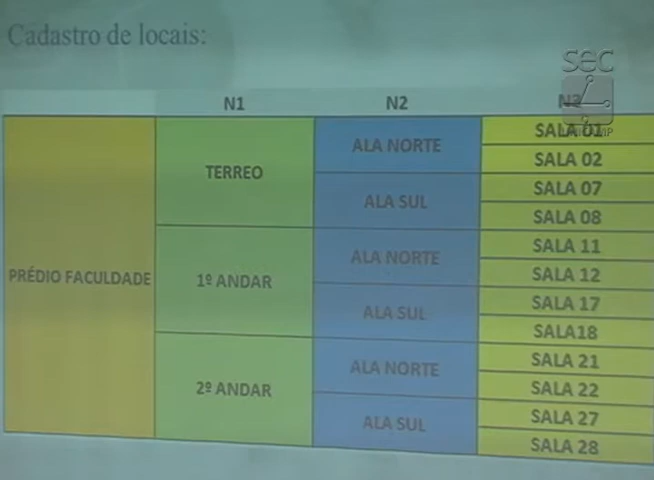 Cadastro de locais:
sec
UNICAMP
N1 N2 N3
PRÉDIO FACULDADE
TERREO
ALA NORTE
SALA 01
SALA 02
ALA SUL
SALA 07
SALA 08
1º ANDAR
ALA NORTE
SALA 11
SALA 12
ALA SUL
SALA 17
SALA18
2º ANDAR
ALA NORTE
SALA 21
SALA 22
ALA SUL
SALA 27
SALA 28